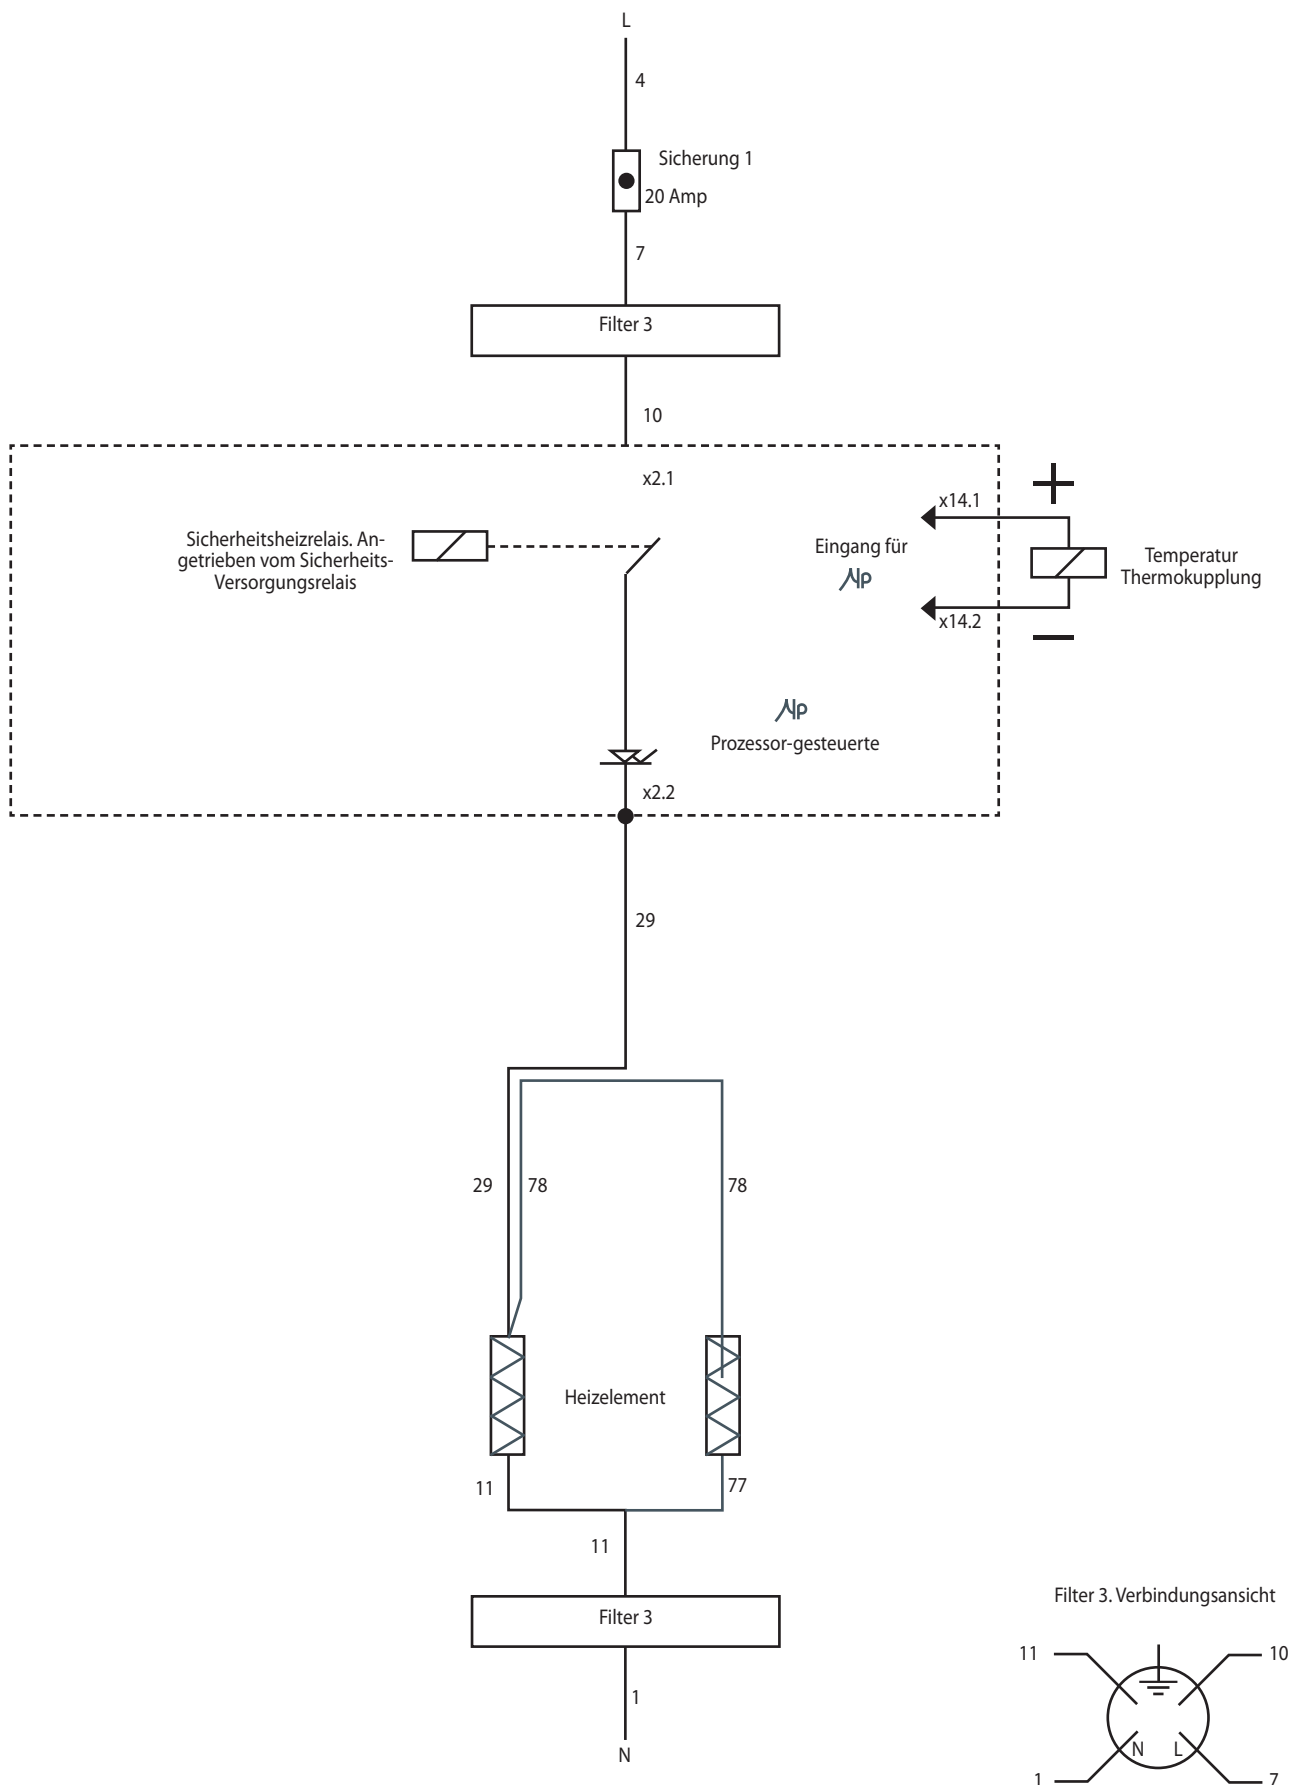 L
4
Sicherung 1
20 Amp
7
Filter 3
10
x2.1
Sicherheitsheizrelais. An-
getrieben vom Sicherheits-
Versorgungsrelais
x14.1
Eingang für
x14.2
Temperatur
Thermokupplung
Prozessor-gesteuerte
x2.2
29
29
78
78
Heizelement
11
77
11
Filter 3
1
N
Filter 3. Verbindungsansicht
11
10
N
L
1
7